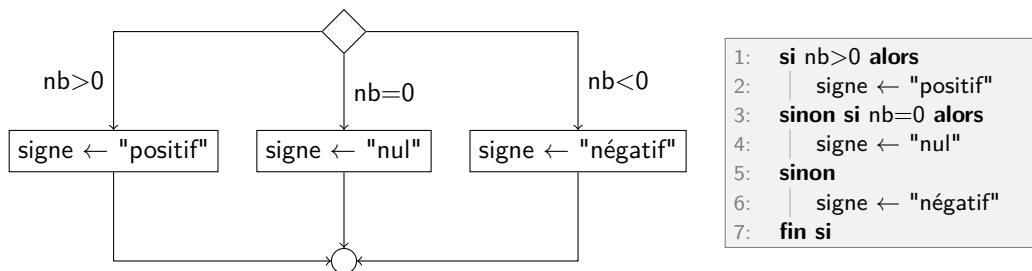 nb>0
nb=0
nb<0
signe ← "positif"
signe ← "nul"
signe ← "négatif"
1: si nb>0 alors
2: signe ← "positif"
3: sinon si nb=0 alors
4: signe ← "nul"
5: sinon
6: signe ← "négatif"
7: fin si